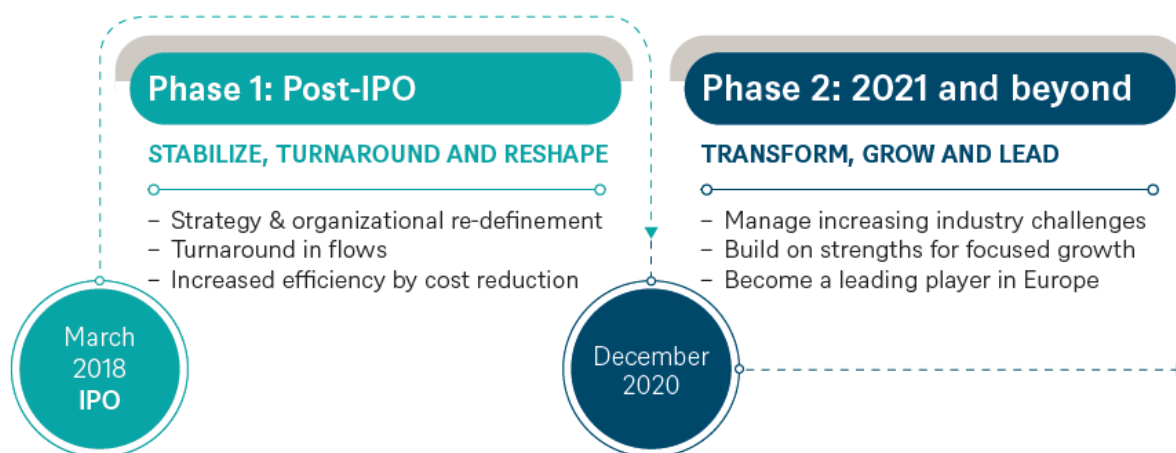 Phase 1: Post-IPO
STABILIZE, TURNAROUND AND RESHAPE
– Strategy & organizational re-definement
– Turnaround in flows
– Increased efficiency by cost reduction
March
2018
IPO
Phase 2: 2021 and beyond
TRANSFORM, GROW AND LEAD
– Manage increasing industry challenges
– Build on strengths for focused growth
– Become a leading player in Europe
December
2020